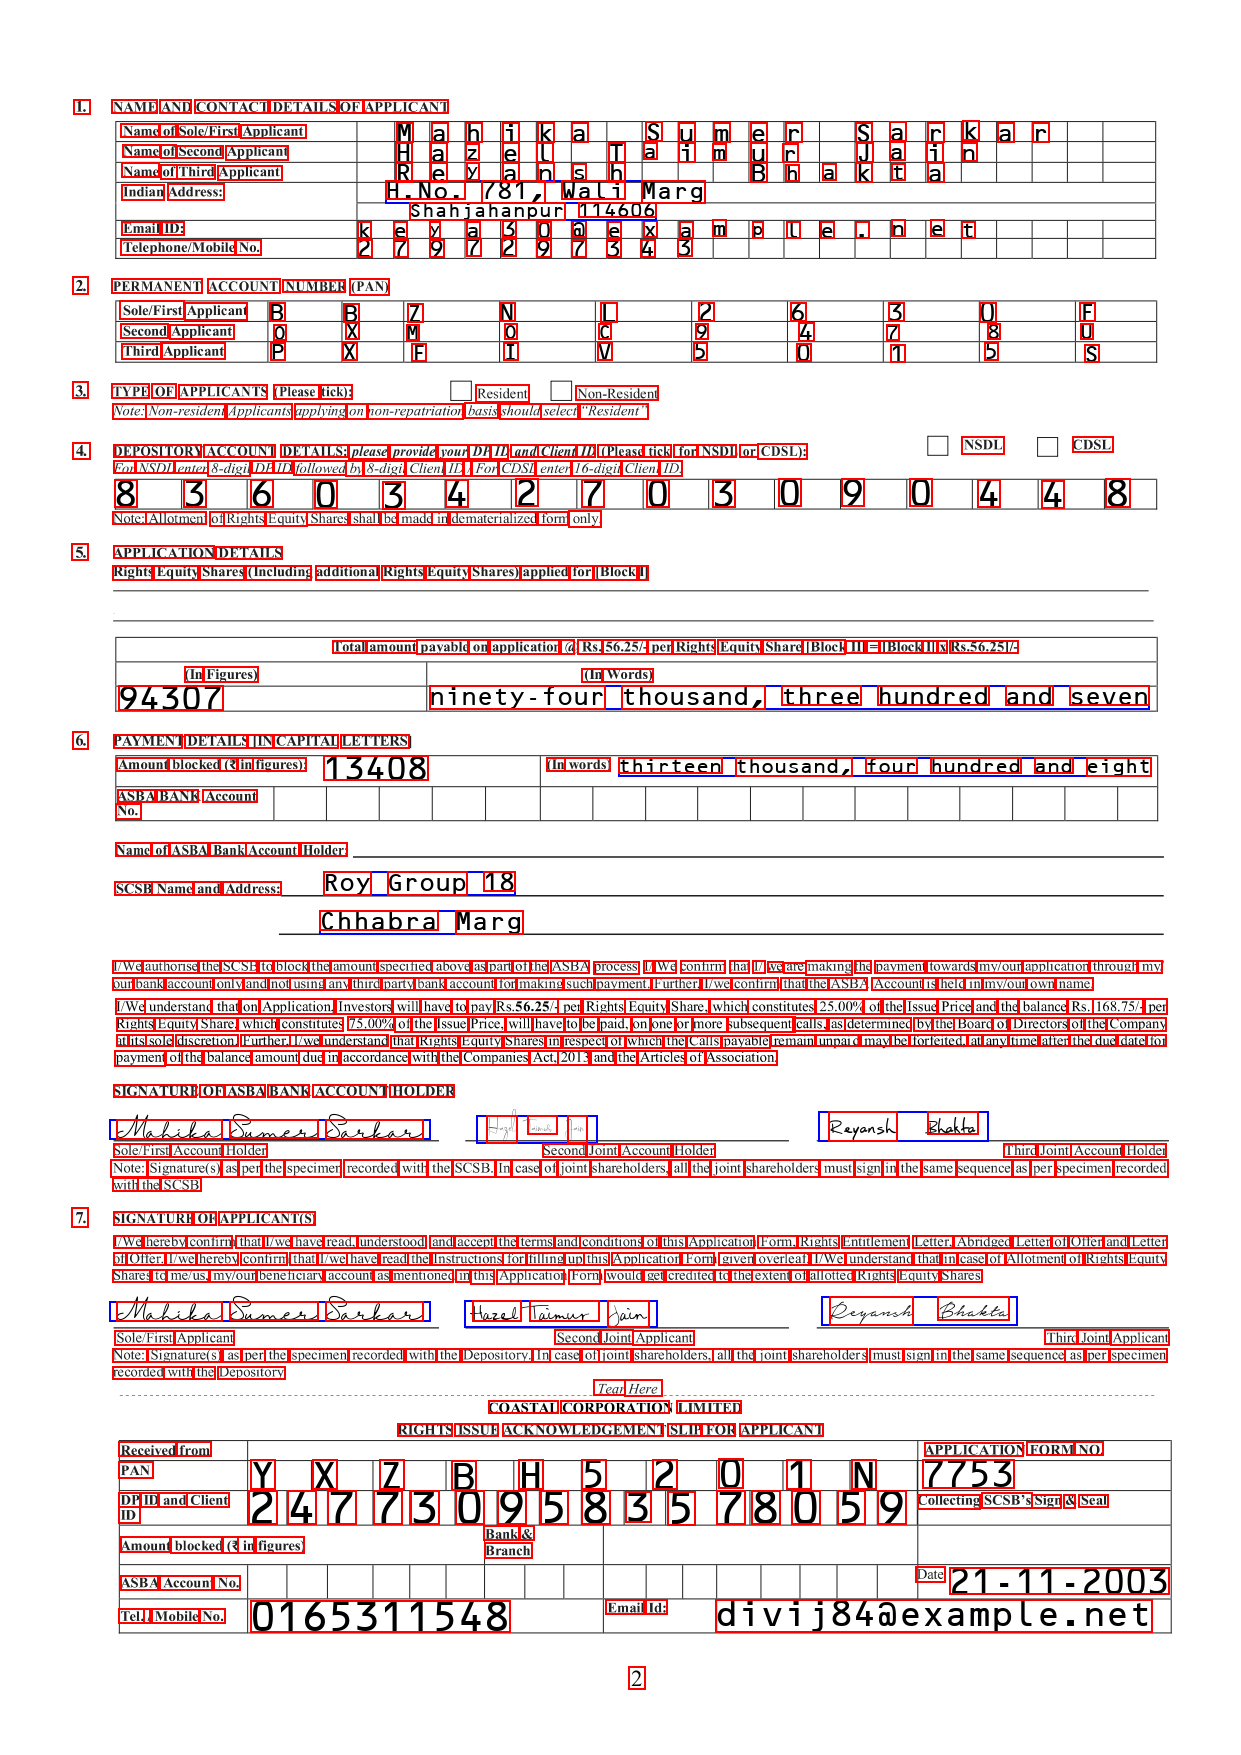 1. NAME AND CONTACT DETAILS OF APPLICANT
Name of Sole/First Applicant Mahika Sumer Sarkar
Name of Second Applicant Hazel Taimur Jain
Name of Third Applicant Reyansh Bhakta
Indian Address: H.No. 781, Wali Marg
Shahjahanpur 114606
Email ID: keya30@example.net
Telephone/Mobile No. 2797297343
2. PERMANENT ACCOUNT NUMBER (PAN)
Sole/First Applicant B B Z N L 2 6 3 0 F
Second Applicant O X M O C 9 4 7 8 U
Third Applicant P X F I V 5 0 1 5 S
3. TYPE OF APPLICANTS (Please tick): Resident Non-Resident
Note: Non-resident Applicants applying on non-repatriation basis should select "Resident"
4. DEPOSITORY ACCOUNT DETAILS: please provide your DP ID and Client ID (Please tick for NSDL or CDSL): NSDL CDSL
For NSDL enter 8-digit DP ID followed by 8-digit Client ID / For CDSL enter 16-digit Client ID.
8 3 6 0 3 4 2 7 0 3 0 9 0 4 4 8
Note: Allotment of Rights Equity Shares shall be made in dematerialized form only.
5. APPLICATION DETAILS
Rights Equity Shares (Including additional Rights Equity Shares) applied for [Block I]
Total amount payable on application @ Rs. 56.25/- per Rights Equity Share [Block II] = [Block I] x Rs.56.25]/-
(In Figures) (In Words)
94307 ninety-four thousand, three hundred and seven
6. PAYMENT DETAILS [IN CAPITAL LETTERS]
Amount blocked (₹ in figures): 13408 (In words) thirteen thousand, four hundred and eight
ASBA BANK Account
No.
Name of ASBA Bank Account Holder:
SCSB Name and Address: Roy Group 18
Chhabra Marg
I/We authorise the SCSB to block the amount specified above as part of the ASBA process. I/We confirm that I/ we are making the payment towards my/our application through my/
our bank account only and not using any third party bank account for making such payment. Further, I/we confirm that the ASBA Account is held in my/our own name.
I/We understand that on Application, Investors will have to pay Rs.56.25/- per Rights Equity Share, which constitutes 25.00% of the Issue Price and the balance Rs. 168.75/- per
Rights Equity Share, which constitutes 75.00% of the Issue Price, will have to be paid, on one or more subsequent calls, as determined by the Board of Directors of the Company
at its sole discretion. Further, I/we understand that Rights Equity Shares in respect of which the Calls payable remain unpaid may be forfeited, at any time after the due date for
payment of the balance amount due in accordance with the Companies Act, 2013 and the Articles of Association.
SIGNATURE OF ASBA BANK ACCOUNT HOLDER
Mahika Sumer Sarkar Hazel Taimur Jain Reyansh Bhakta
Sole/First Account Holder Second Joint Account Holder Third Joint Account Holder
Note: Signature(s) as per the specimen recorded with the SCSB. In case of joint shareholders, all the joint shareholders must sign in the same sequence as per specimen recorded
with the SCSB
7. SIGNATURE OF APPLICANT(S)
I/We hereby confirm that I/we have read, understood and accept the terms and conditions of this Application Form, Rights Entitlement Letter, Abridged Letter of Offer and Letter
of Offer. I/we hereby confirm that I/we have read the Instructions for filling up this Application Form given overleaf. I/We understand that in case of Allotment of Rights Equity
Shares to me/us, my/our beneficiary account as mentioned in this Application Form would get credited to the extent of allotted Rights Equity Shares
Mahika Sumer Sarkar Hazel Taimur Jain Reyansh Bhakta
Sole/First Applicant Second Joint Applicant Third Joint Applicant
Note: Signature(s) as per the specimen recorded with the Depository. In case of joint shareholders, all the joint shareholders must sign in the same sequence as per specimen
recorded with the Depository
Tear Here
COASTAL CORPORATION LIMITED
RIGHTS ISSUE ACKNOWLEDGEMENT SLIP FOR APPLICANT
Received from APPLICATION FORM NO.
PAN Y X Z B H 5 2 0 1 N 7753
DP ID and Client 2477309583578059 Collecting SCSB's Sign & Seal
ID
Amount blocked (₹ in figures) Bank &
Branch
ASBA Account No. Date 21-11-2003
Tel./ Mobile No. 0165311548 Email Id: divij84@example.net
2